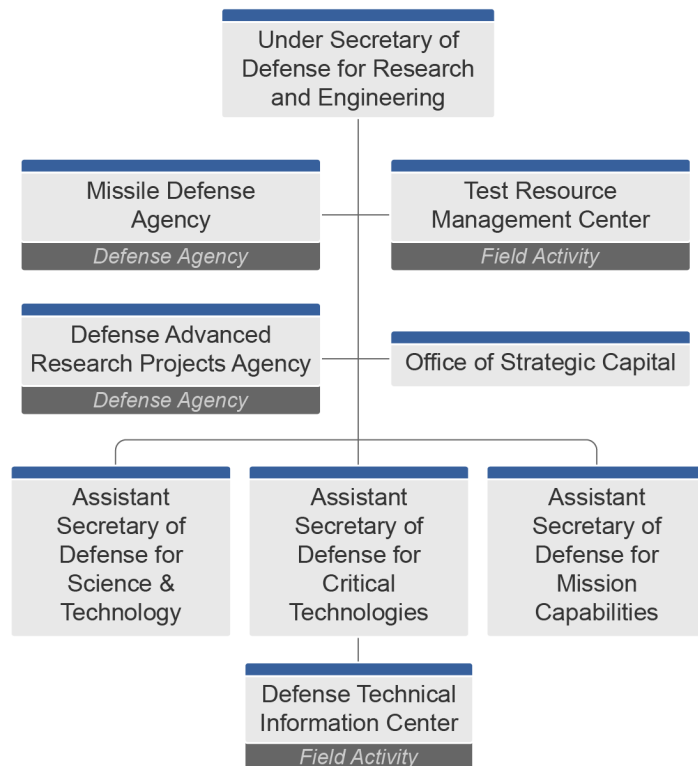 Under Secretary of
Defense for Research
and Engineering
Missile Defense
Agency
Defense Agency
Test Resource
Management Center
Field Activity
Defense Advanced
Research Projects Agency
Defense Agency
Office of Strategic Capital
Assistant
Secretary of
Defense for
Science &
Technology
Assistant
Secretary of
Defense for
Critical
Technologies
Assistant
Secretary of
Defense for
Mission
Capabilities
Defense Technical
Information Center
Field Activity